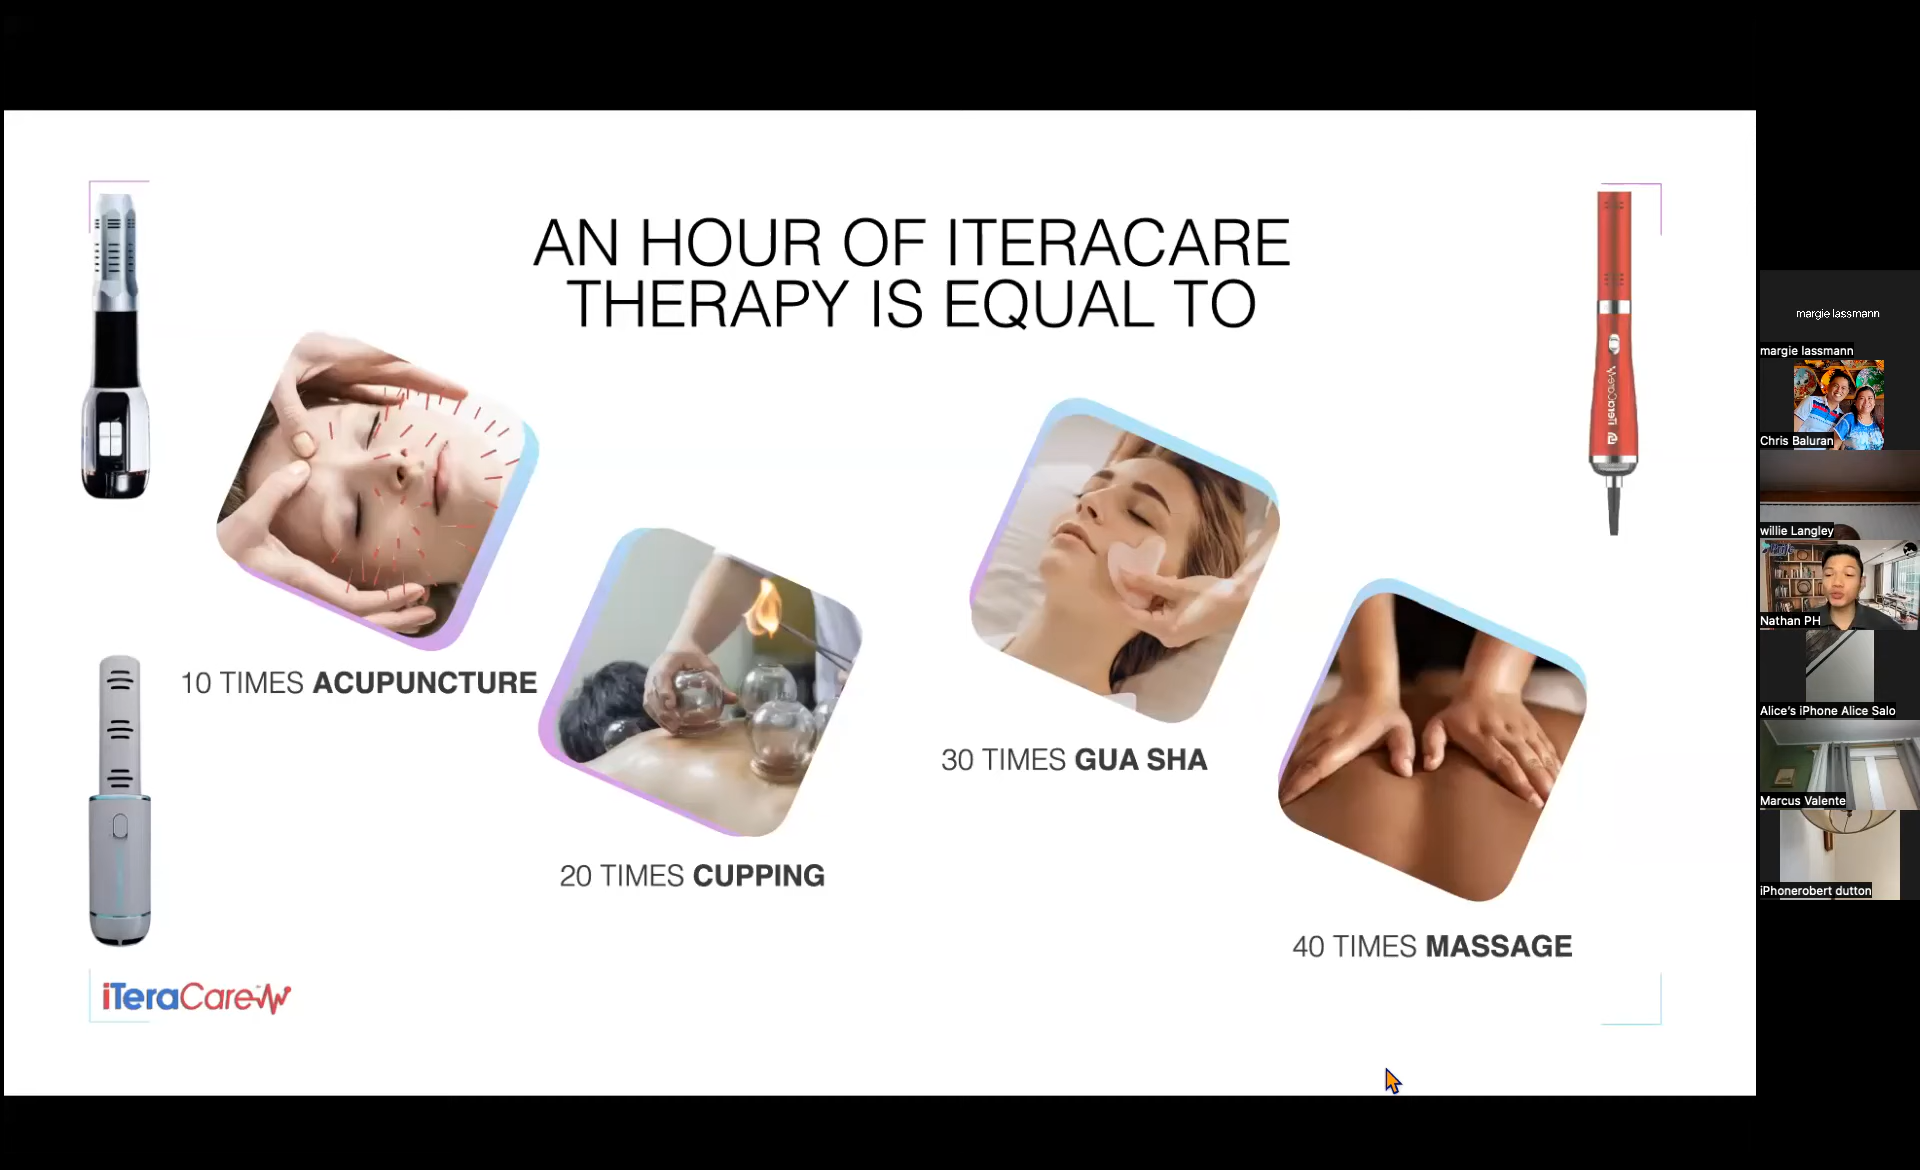 AN HOUR OF ITERACARE
THERAPY IS EQUAL TO
10 TIMES ACUPUNCTURE
20 TIMES CUPPING
30 TIMES GUA SHA
40 TIMES MASSAGE
iTeraCare
iTeraCare
margie lassmann
margie lassmann
Chris Baluran
willie Langley
Nathan PH
Alice's iPhone Alice Salo
Marcus Valente
iPhonerobert dutton